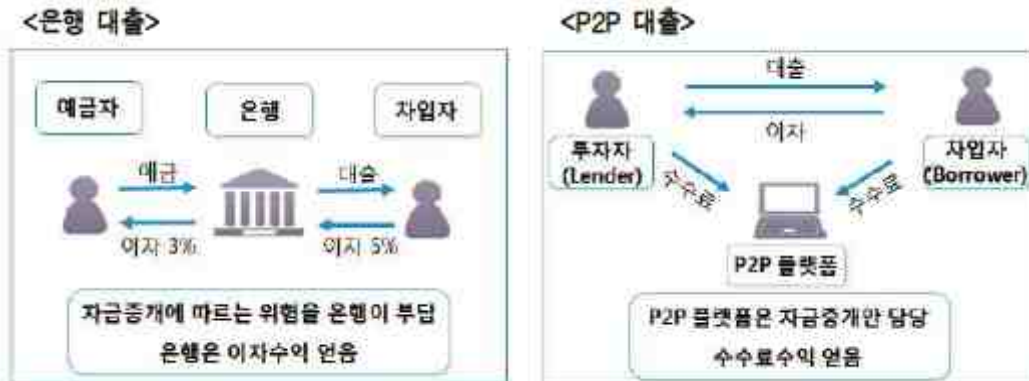 <은행 대출>
예금자
은행
차입자
예금
대출
이자 3%
이자 5%
자금중개에 따르는 위험을 은행이 부담
은행은 이자수익 얻음
<P2P 대출>
대출
이자
투자자
(Lender)
차입자
(Borrower)
수수료
수수료
P2P 플랫폼
P2P 플랫폼은 자금중개만 담당
수수료수익 얻음